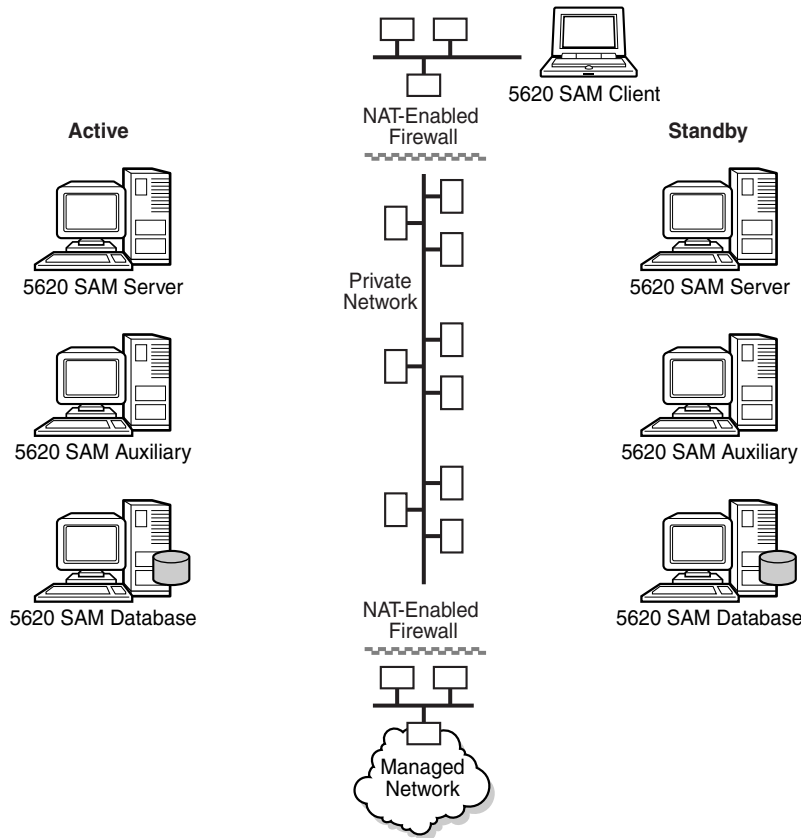 5620 SAM Client
NAT-Enabled
Firewall
Active
Standby
5620 SAM Server
Private
Network
5620 SAM Server
5620 SAM Auxiliary
5620 SAM Auxiliary
5620 SAM Database
NAT-Enabled
Firewall
5620 SAM Database
Managed
Network